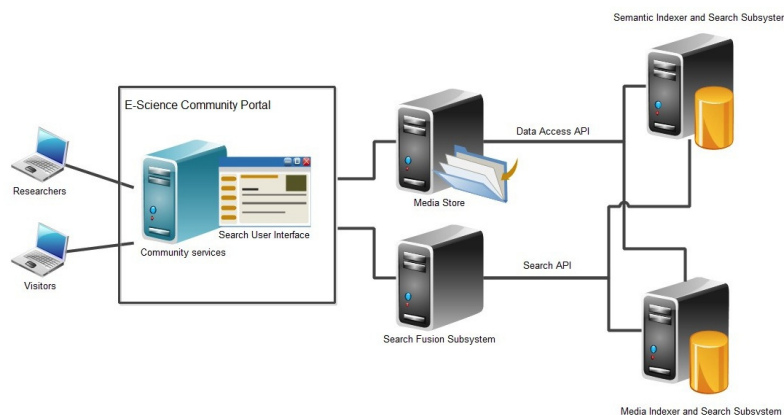 Semantic Indexer and Search Subsystem
E-Science Community Portal
Data Access API
Researchers
Media Store
Search User Interface
Community services
Search API
Visitors
Search Fusion Subsystem
Media Indexer and Search Subsystem